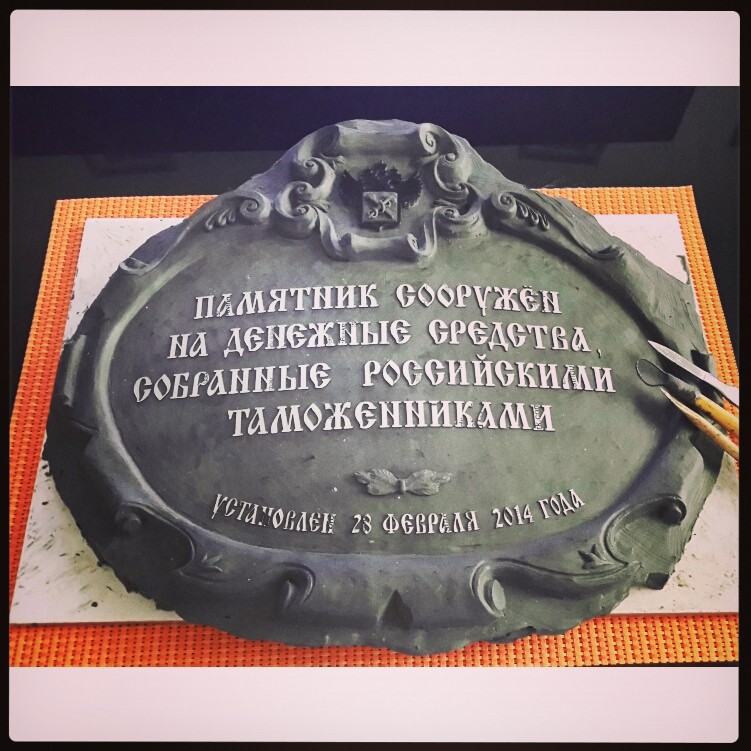 ПАМЯТНИК СООРУЖЁН
НА ДЕНЕЖНЫЕ СРЕДСТВА,
СОБРАННЫЕ РОССИЙСКИМИ
ТАМОЖЕННИКАМИ
УСТАНОВЛЕН 28 ФЕВРАЛЯ 2014 ГОДА